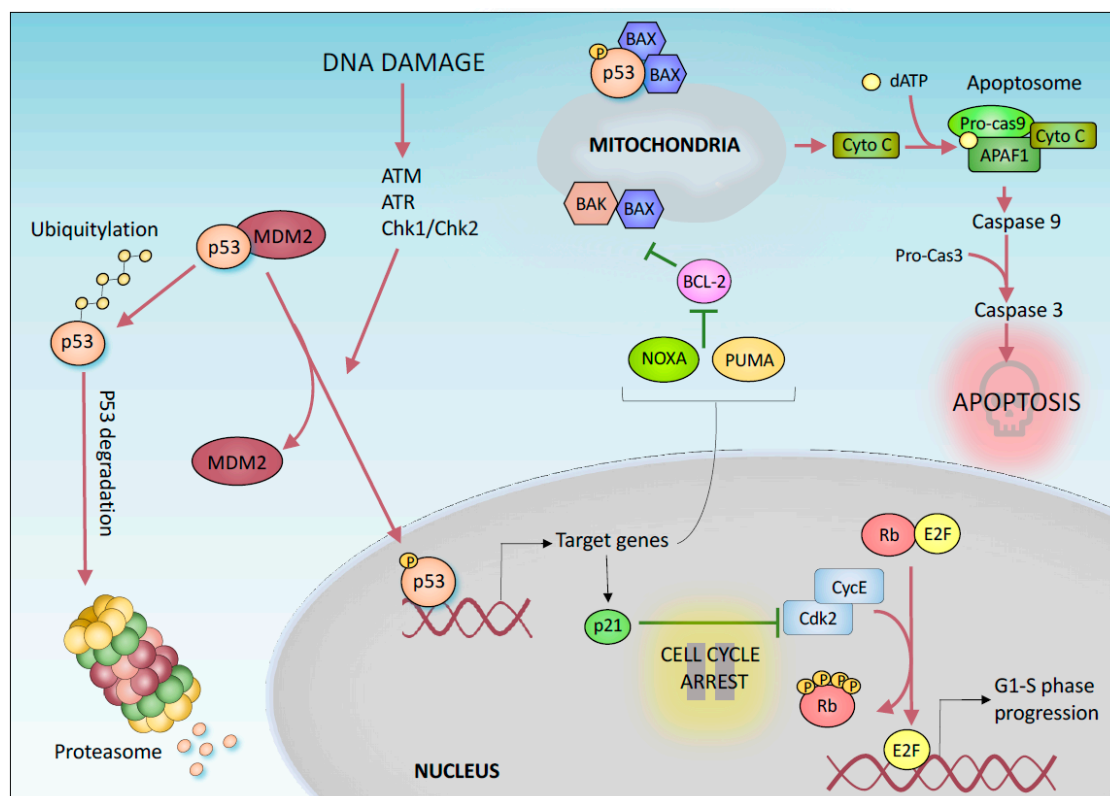 DNA DAMAGE
ATM
ATR
Chk1/Chk2
Ubiquitylation
p53
MDM2
p53
P53 degradation
MDM2
Proteasome
P
p53
BAX
BAX
MITOCHONDRIA
BAK
BAX
BCL-2
NOXA
PUMA
Cyto C
dATP
Apoptosome
Pro-cas9
APAF1
Cyto C
Caspase 9
Pro-Cas3
Caspase 3
APOPTOSIS
P
p53
Target genes
p21
CELL CYCLE
ARREST
CycE
Cdk2
Rb
E2F
P P P P
Rb
E2F
G1-S phase
progression
NUCLEUS